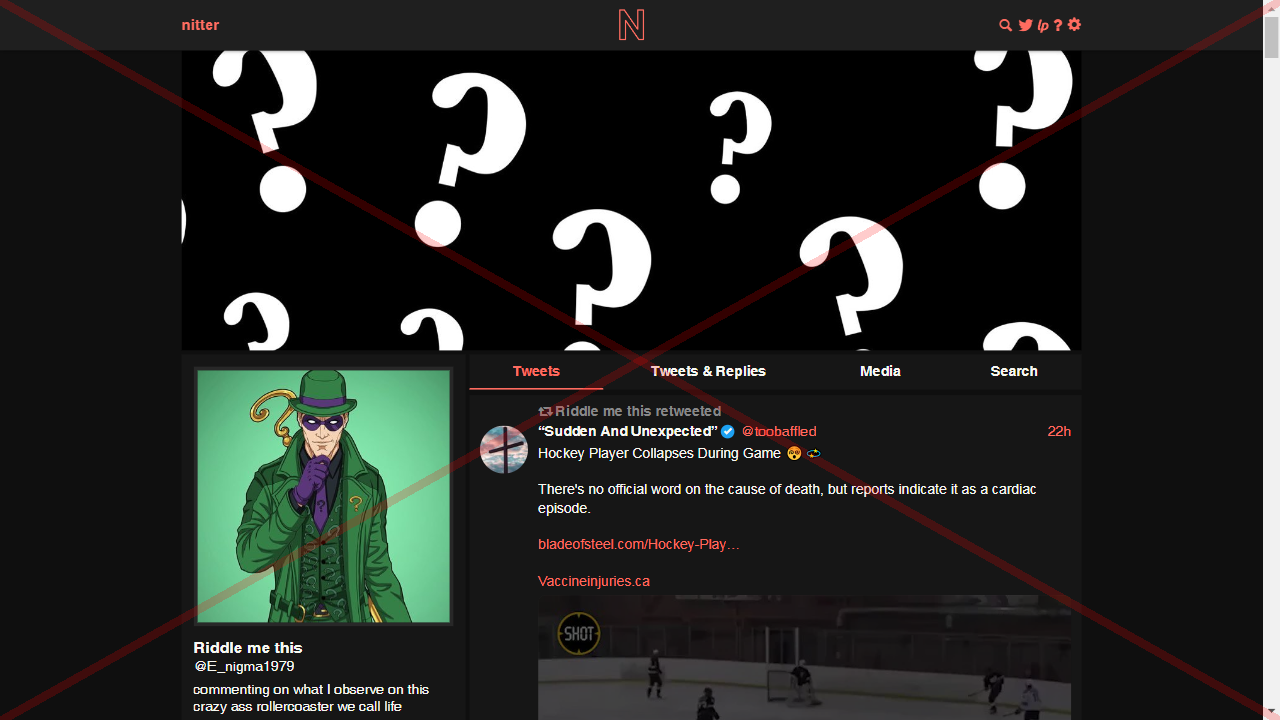 nitter
N
lp ?
Tweets
Tweets & Replies
Media
Search
Riddle me this retweeted
“Sudden And Unexpected” @toobaffled 22h
Hockey Player Collapses During Game 😵 💫
There's no official word on the cause of death, but reports indicate it as a cardiac
episode.
bladeofsteel.com/Hockey-Play…
Vaccineinjuries.ca
SHOT
Riddle me this
@E_nigma1979
commenting on what I observe on this
crazy ass rollercoaster we call life